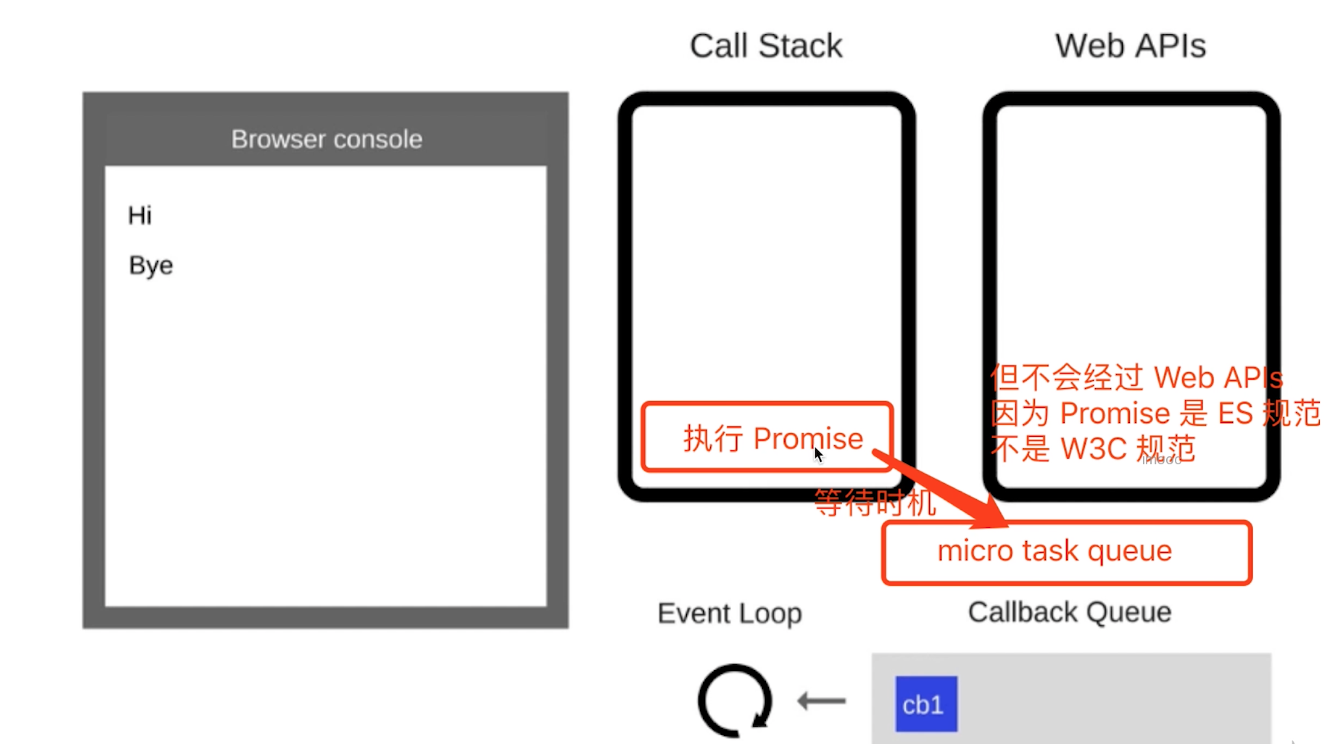 Call Stack
Web APIs
Browser console
Hi
Bye
但不会经过 Web APIs
因为 Promise 是 ES 规范
不是 W3C 规范
执行 Promise
等待时机
micro task queue
Event Loop
Callback Queue
cb1